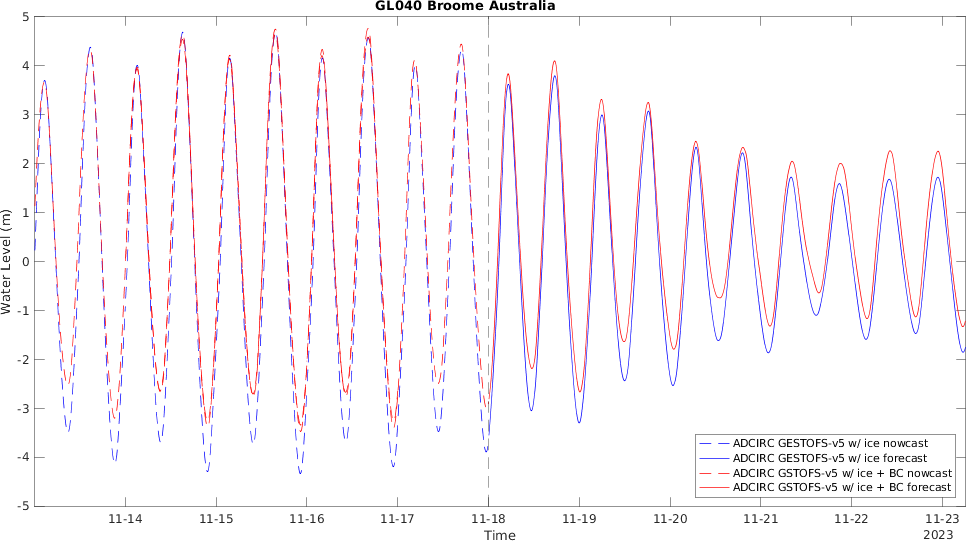 GL040 Broome Australia
5
4
3
2
1
0
-1
-2
-3
-4
-5
Water Level (m)
ADCIRC GESTOFS-v5 w/ ice nowcast
ADCIRC GESTOFS-v5 w/ ice forecast
ADCIRC GSTOFS-v5 w/ ice + BC nowcast
ADCIRC GSTOFS-v5 w/ ice + BC forecast
11-14 11-15 11-16 11-17 11-18 11-19 11-20 11-21 11-22 11-23
Time 2023